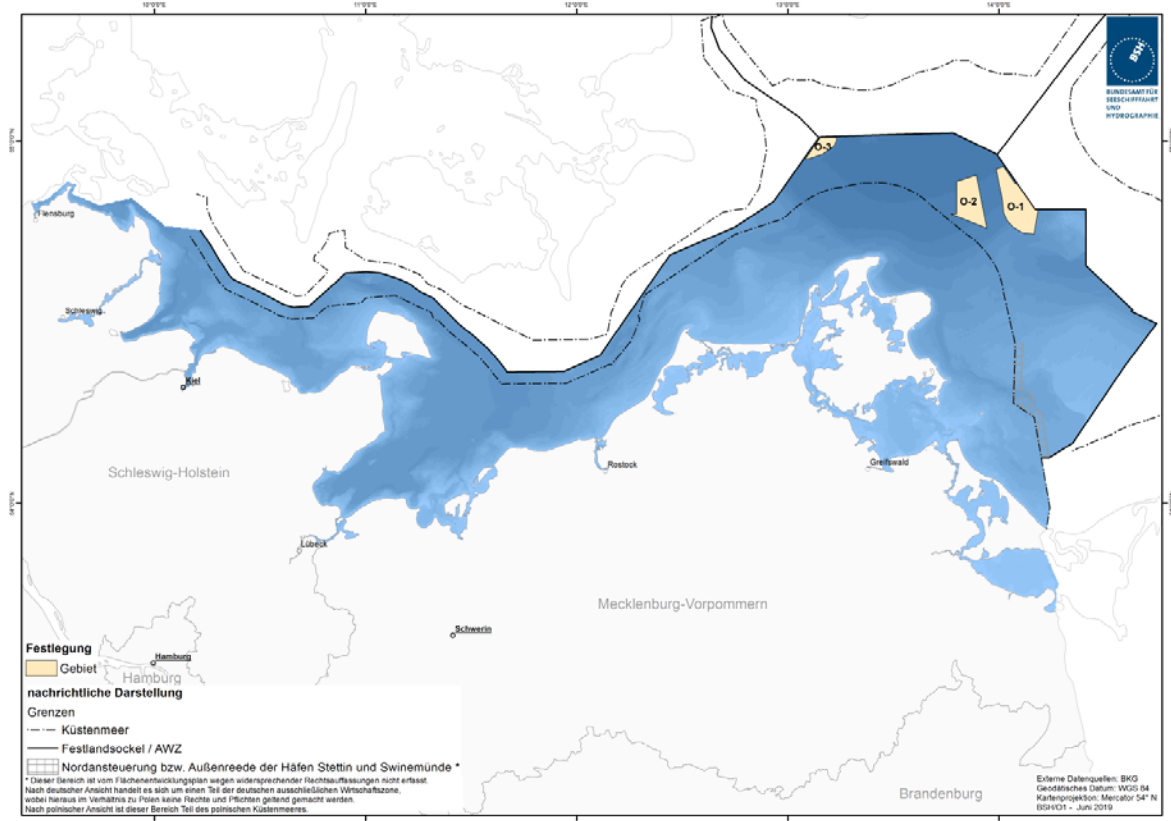 10°0'0"E
11°0'0"E
12°0'0"E
13°0'0"E
14°0'0"E
BSH
BUNDESAMT FÜR
SEESCHIFFFAHRT
UND
HYDROGRAPHIE
O-3
O-2
O-1
Flensburg
Schleswig
Kiel
Schleswig-Holstein
Rostock
Greifswald
54°0'0"N
Lübeck
Mecklenburg-Vorpommern
Schwerin
Hamburg
Hamburg
Brandenburg
Festlegung
Gebiet
nachrichtliche Darstellung
Grenzen
Küstenmeer
Festlandsockel / AWZ
Nordansteuerung bzw. Außenreede der Häfen Stettin und Swinemünde *
* Dieser Bereich ist vom Flächenentwicklungsplan wegen widersprechender Rechtsauffassungen nicht erfasst.
Nach deutscher Ansicht handelt es sich um einen Teil der deutschen ausschließlichen Wirtschaftszone,
wobei hieraus im Verhältnis zu Polen keine Rechte und Pflichten geltend gemacht werden.
Nach polnischer Ansicht ist dieser Bereich Teil des polnischen Küstenmeeres.
Externe Datenquellen: BKG
Geodätisches Datum: WGS 84
Kartenprojektion: Mercator 54° N
BSH/O1 - Juni 2019